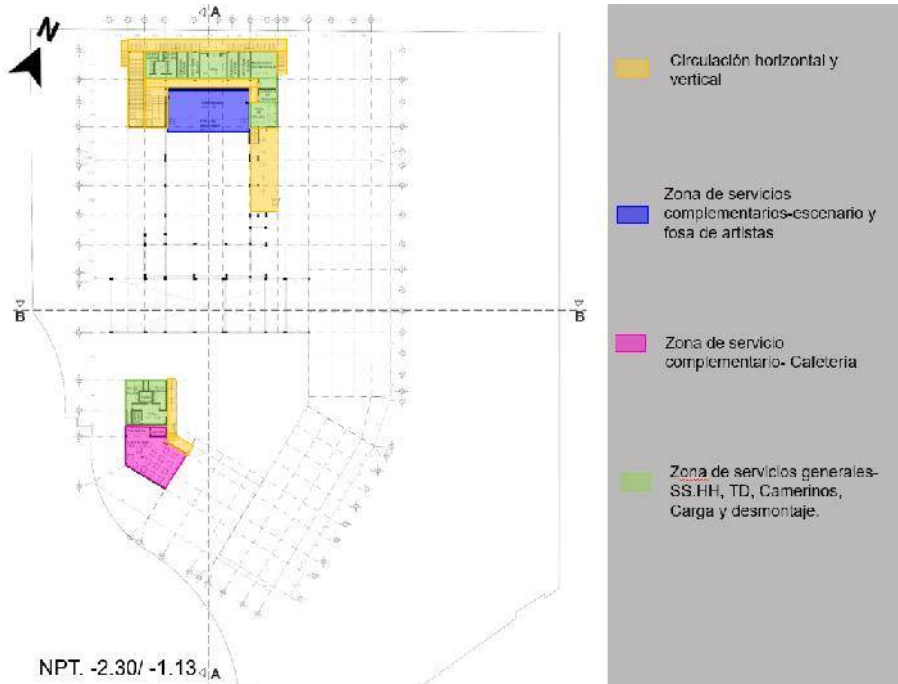 A
N
B
B
NPT. -2.30/ -1.13
A
Circulación horizontal y
vertical
Zona de servicios
complementarios-escenario y
fosa de artistas
Zona de servicio
complementario- Cafetería
Zona de servicios generales-
SS.HH, TD, Camerinos,
Carga y desmontaje.